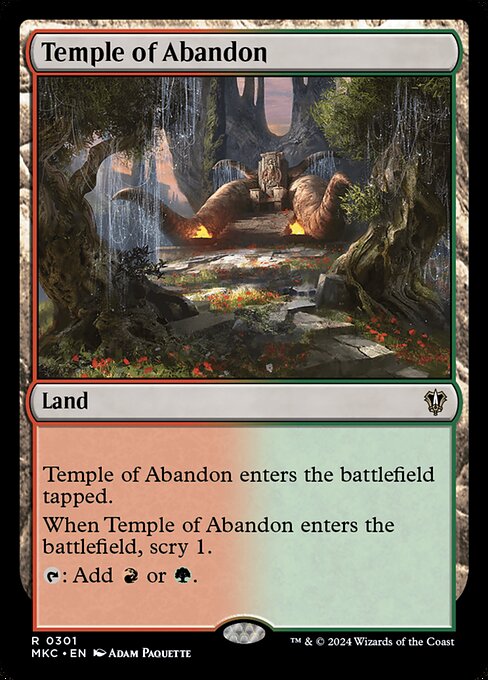 Temple of Abandon
Land
Temple of Abandon enters the battlefield
tapped.
When Temple of Abandon enters the
battlefield, scry 1.
: Add or .
R 0301
MKC • EN Adam Paquette
™ & © 2024 Wizards of the Coast